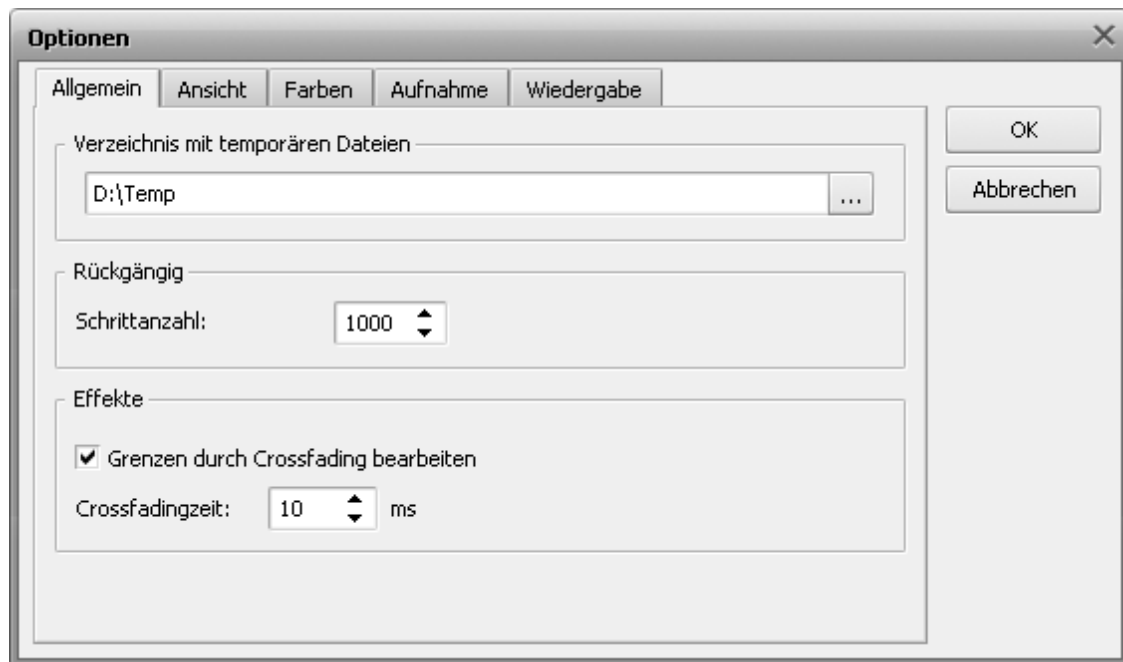 Optionen
Allgemein Ansicht Farben Aufnahme Wiedergabe
Verzeichnis mit temporären Dateien
D:\Temp ...
Rückgängig
Schrittanzahl: 1000
Effekte
Grenzen durch Crossfading bearbeiten
Crossfadingzeit: 10 ms
OK
Abbrechen